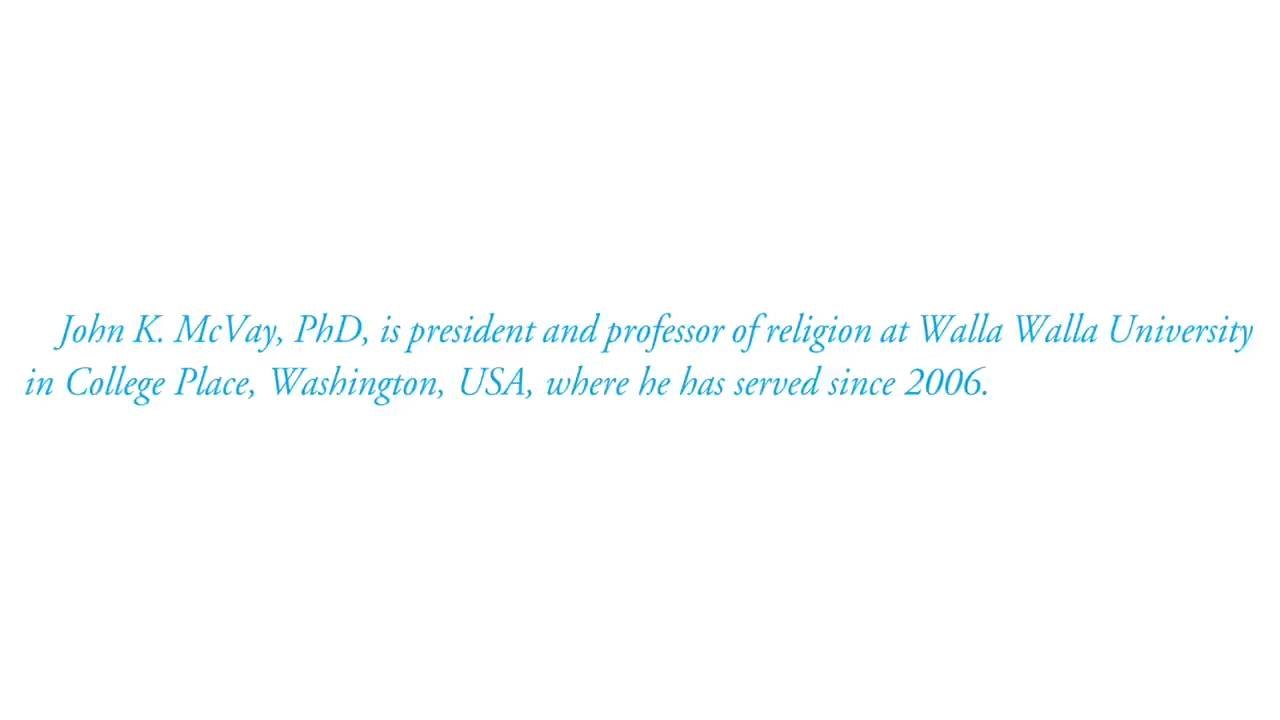 John K. McVay, PhD, is president and professor of religion at Walla Walla University
in College Place, Washington, USA, where he has served since 2006.